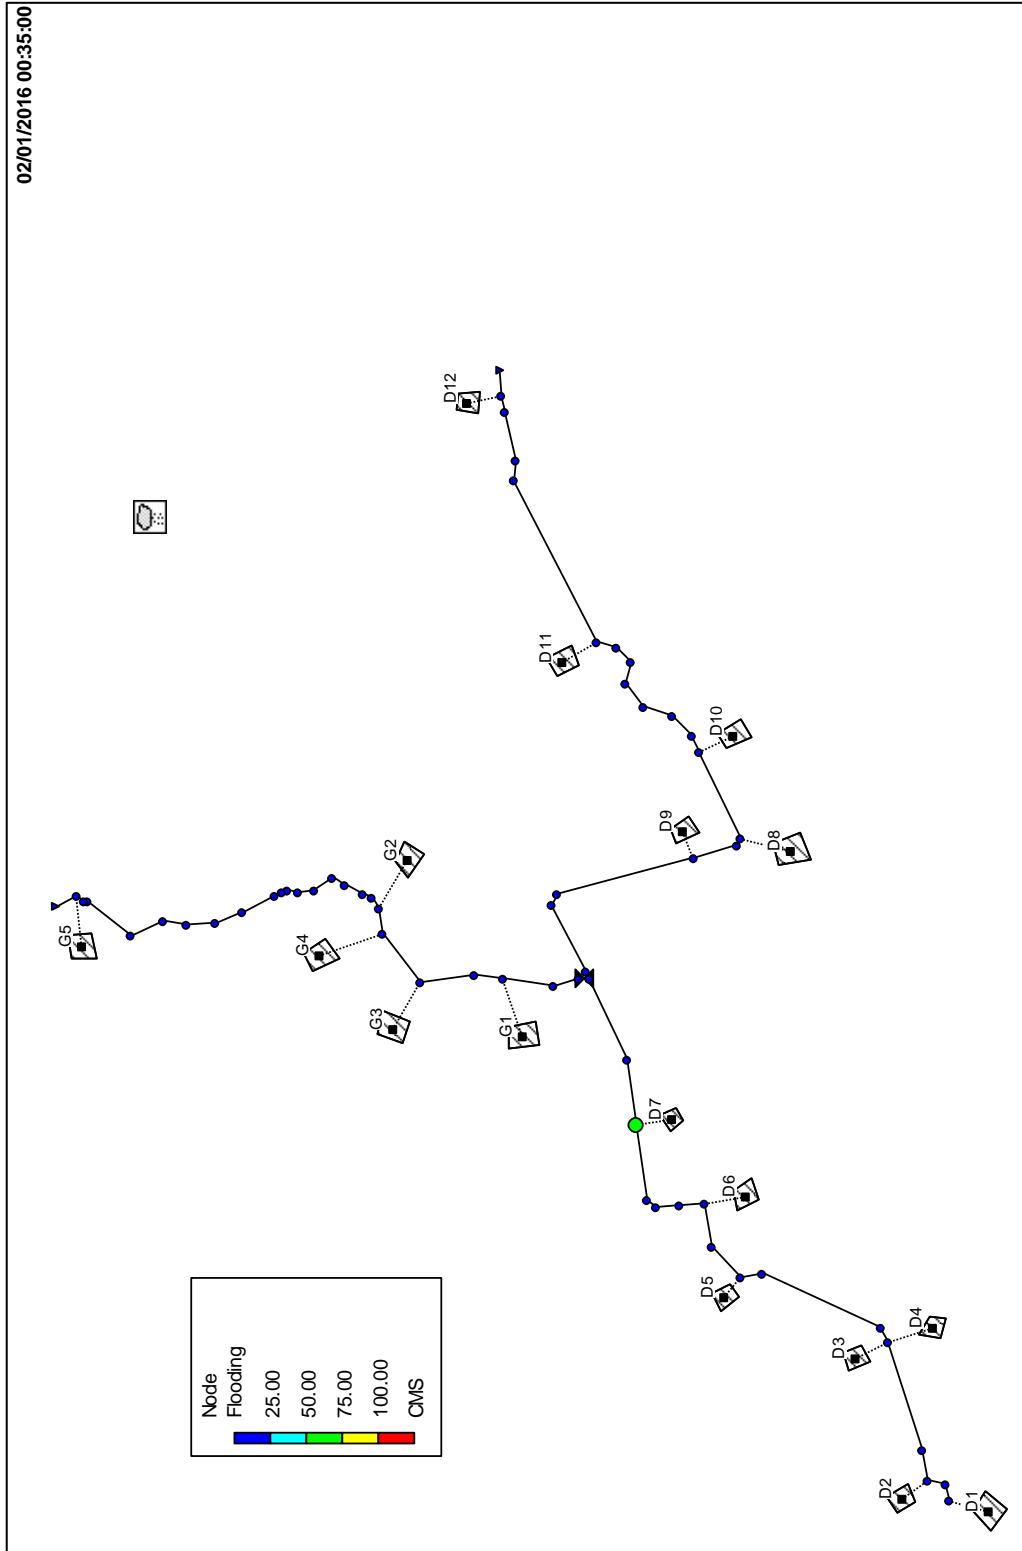 02/01/2016 00:35:00
Node
Flooding
25.00
50.00
75.00
100.00
CMS
D1
D2
D3
D4
D5
D6
D7
G1
G3
G4
G5
G2
D8
D9
D10
D11
D12